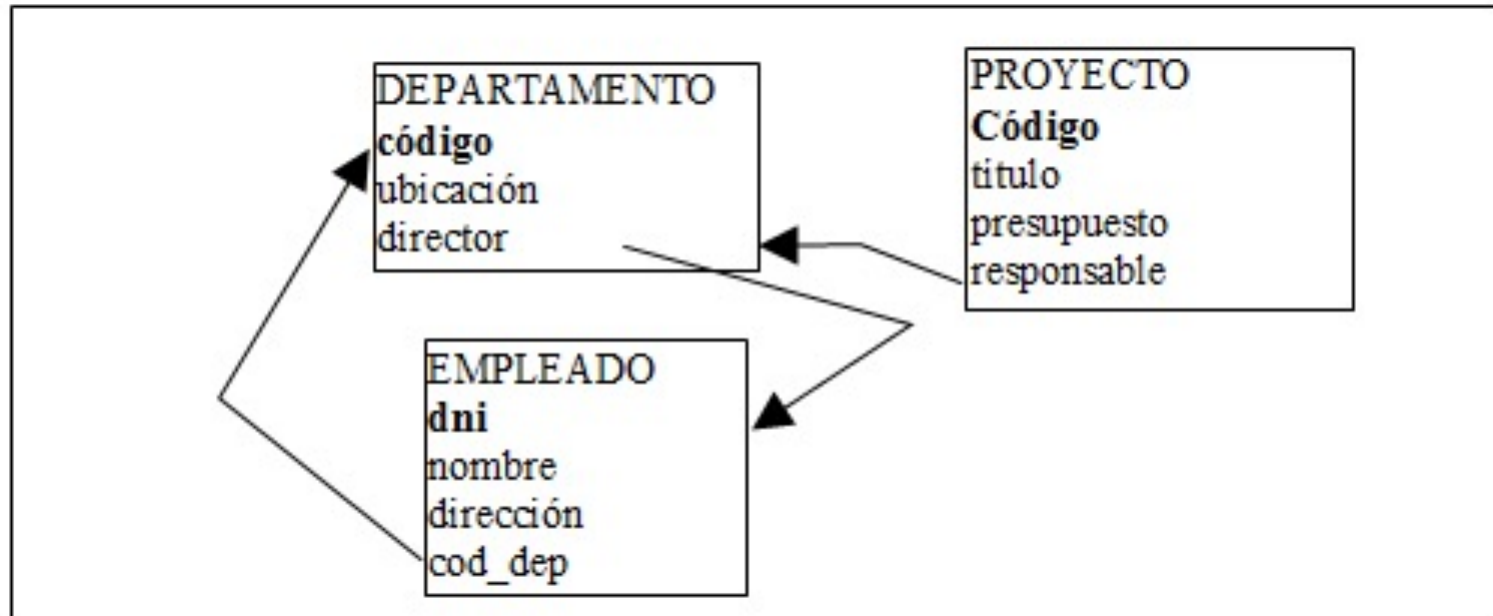 DEPARTAMENTO
código
ubicación
director
PROYECTO
Código
titulo
presupuesto
responsable
EMPLEADO
dni
nombre
dirección
cod_dep